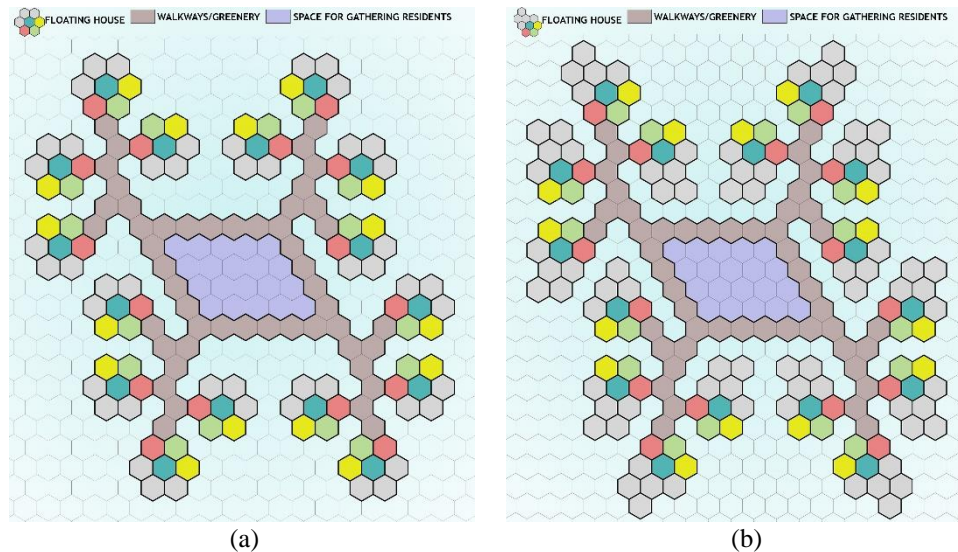 FLOATING HOUSE WALKWAYS/GREENERY SPACE FOR GATHERING RESIDENTS
FLOATING HOUSE WALKWAYS/GREENERY SPACE FOR GATHERING RESIDENTS
(a)
(b)